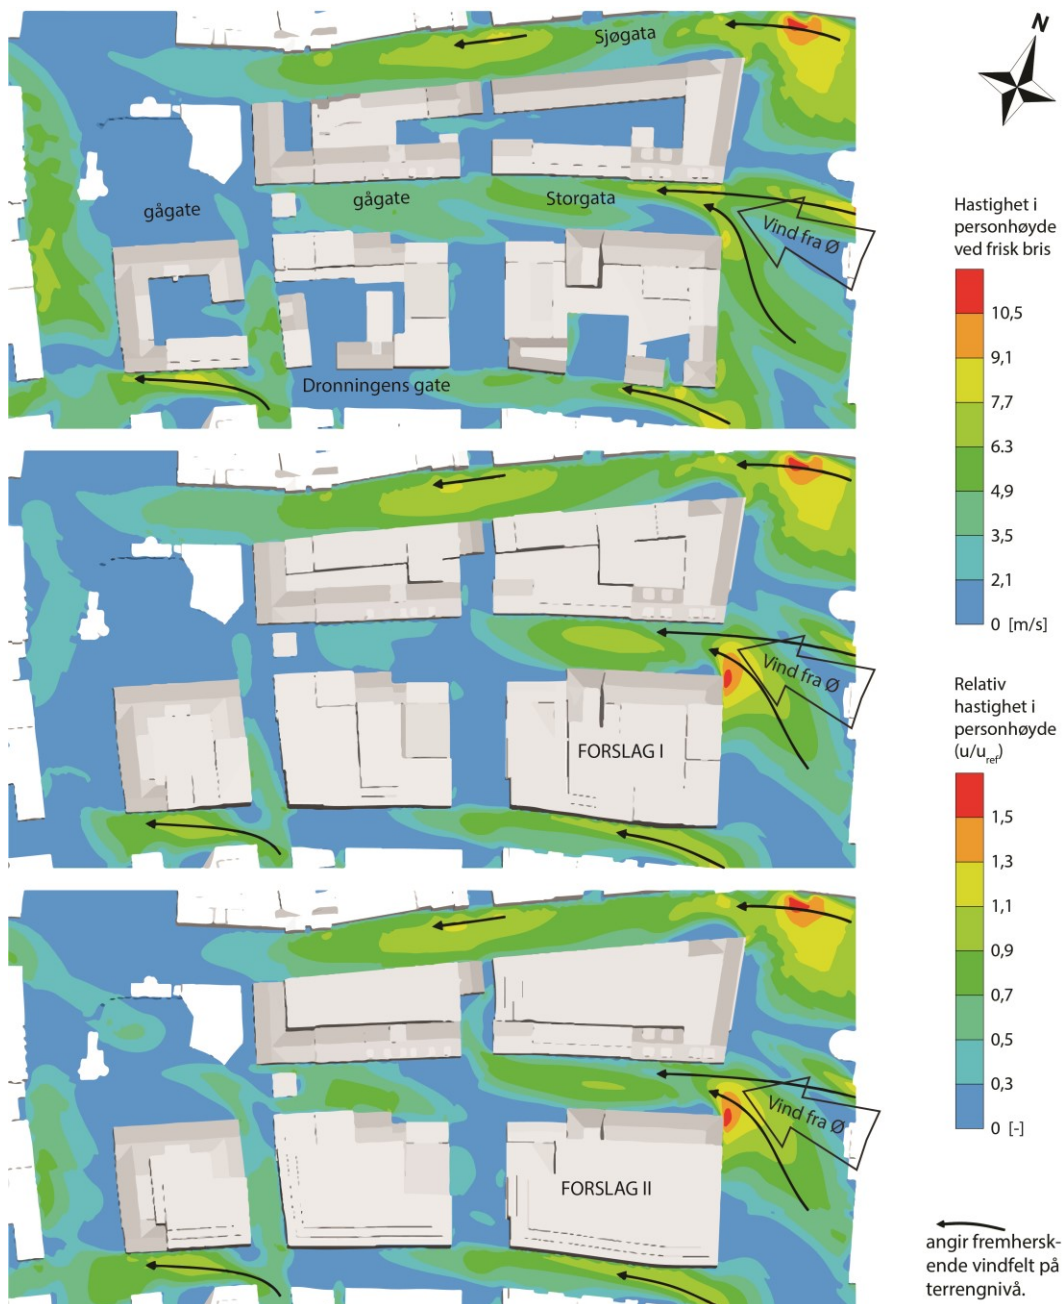 Sjøgata
N
gågate
gågate
Storgata
Vind fra Ø
Dronningens gate
Hastighet i
personhøyde
ved frisk bris
10,5
9,1
7,7
6.3
4,9
3,5
2,1
0 [m/s]
Vind fra Ø
FORSLAG I
Relativ
hastighet i
personhøyde
(u/uref)
1,5
1,3
1,1
0,9
0,7
0,5
0,3
0 [-]
Vind fra Ø
FORSLAG II
angir fremhersk-
ende vindfelt på
terrengnivå.